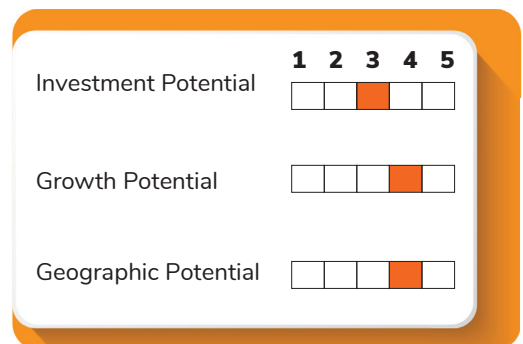 1 2 3 4 5
Investment Potential
Growth Potential
Geographic Potential